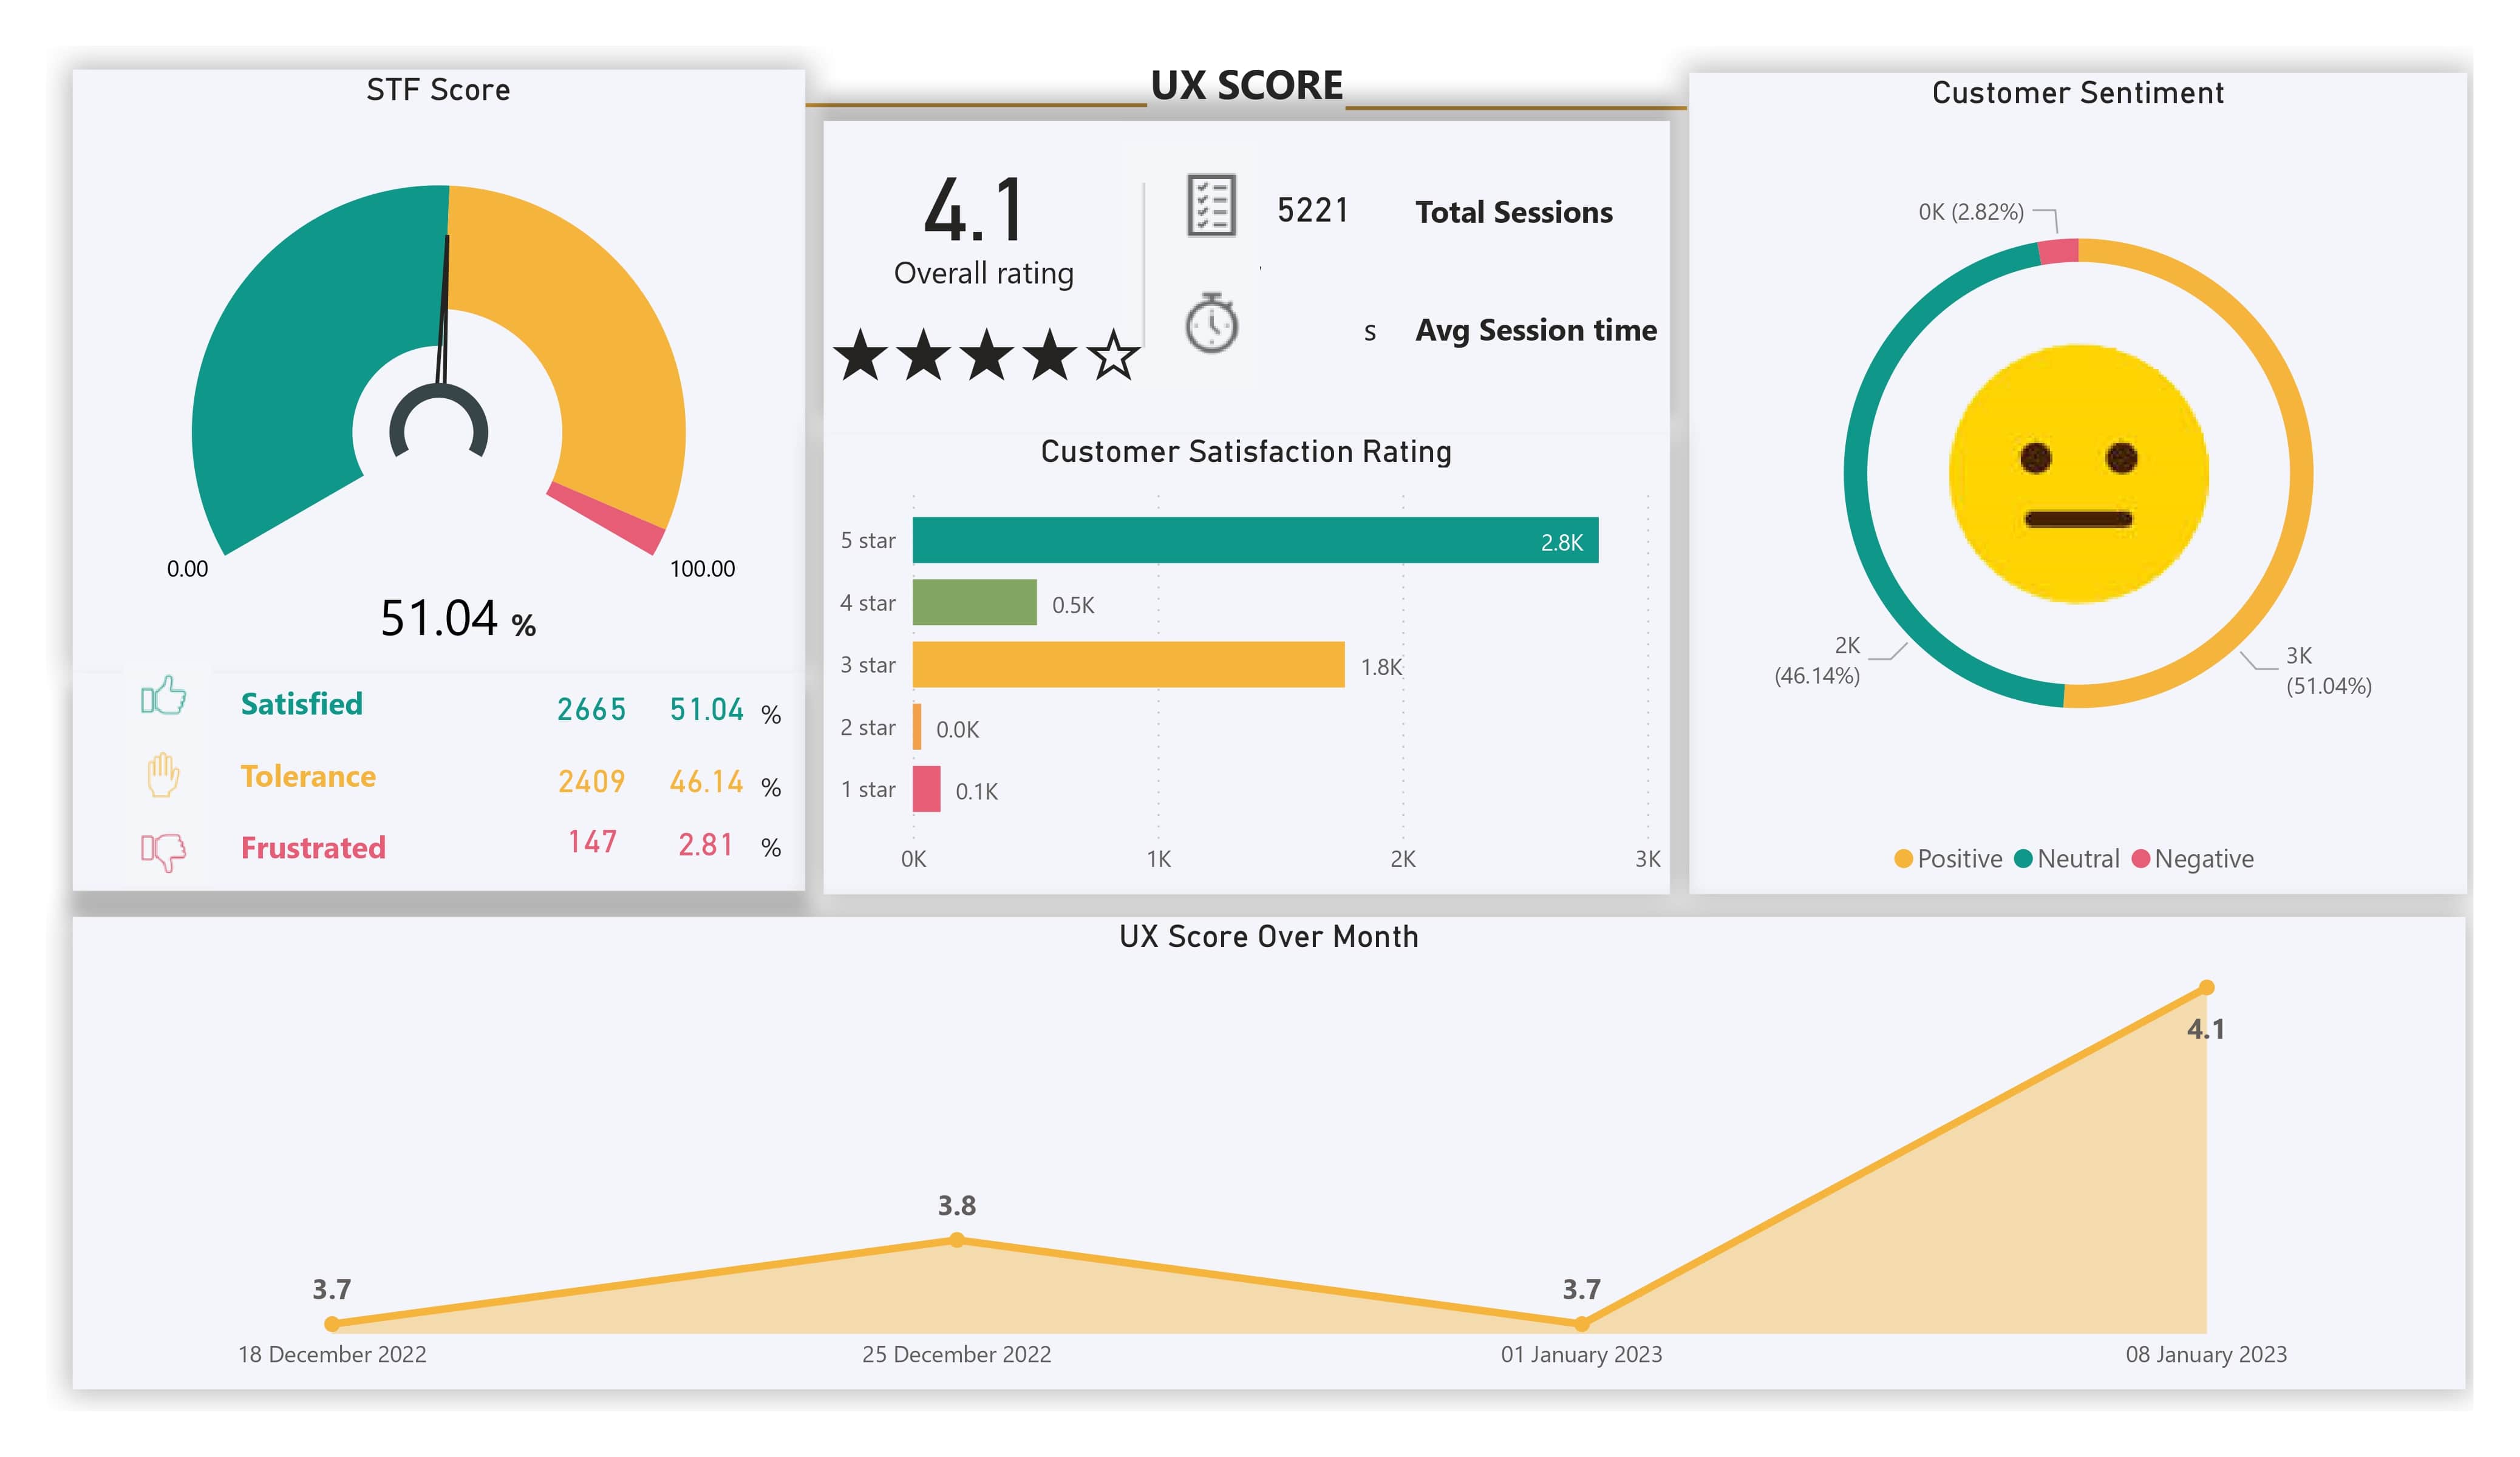 STF Score
0.00
100.00
51.04 %
Satisfied 2665 51.04 %
Tolerance 2409 46.14 %
Frustrated 147 2.81 %
UX SCORE
4.1
Overall rating
5221 Total Sessions
s Avg Session time
Customer Satisfaction Rating
5 star 2.8K
4 star 0.5K
3 star 1.8K
2 star 0.0K
1 star 0.1K
0K 1K 2K 3K
Customer Sentiment
0K (2.82%)
2K
(46.14%)
3K
(51.04%)
Positive Neutral Negative
UX Score Over Month
3.7
3.8
3.7
4.1
18 December 2022 25 December 2022 01 January 2023 08 January 2023